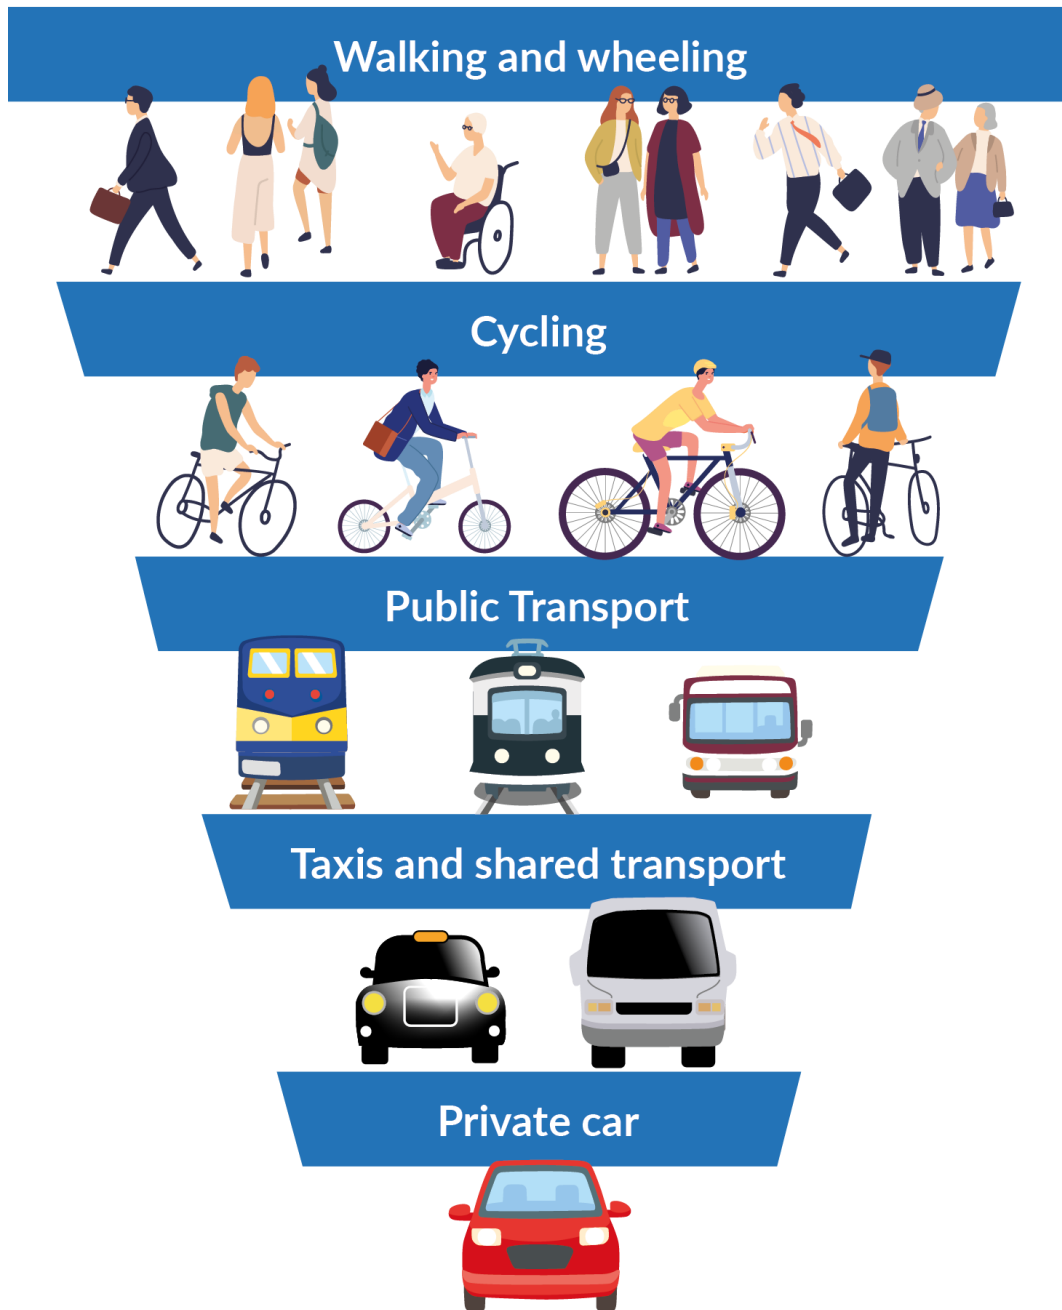 Walking and wheeling
Cycling
Public Transport
Taxis and shared transport
Private car